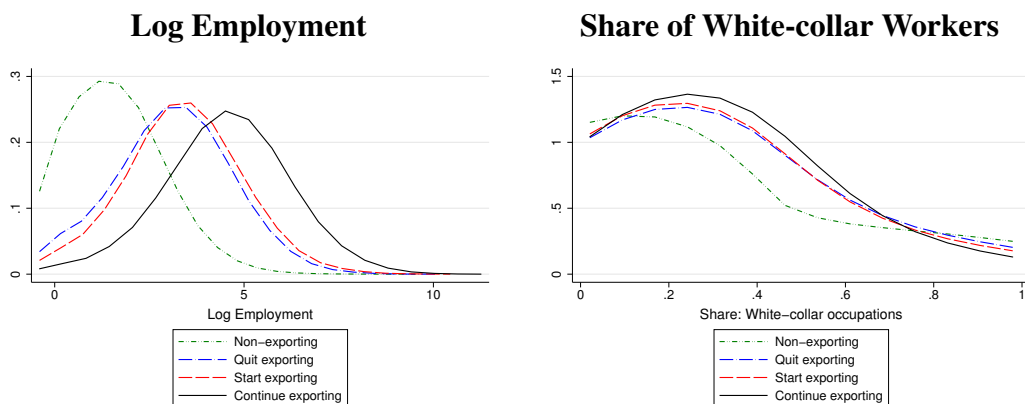 Log Employment
Share of White-collar Workers
.3
.2
.1
0
0
5
10
Log Employment
Non−exporting
Quit exporting
Start exporting
Continue exporting
1.5
1
.5
0
0
.2
.4
.6
.8
1
Share: White−collar occupations
Non−exporting
Quit exporting
Start exporting
Continue exporting